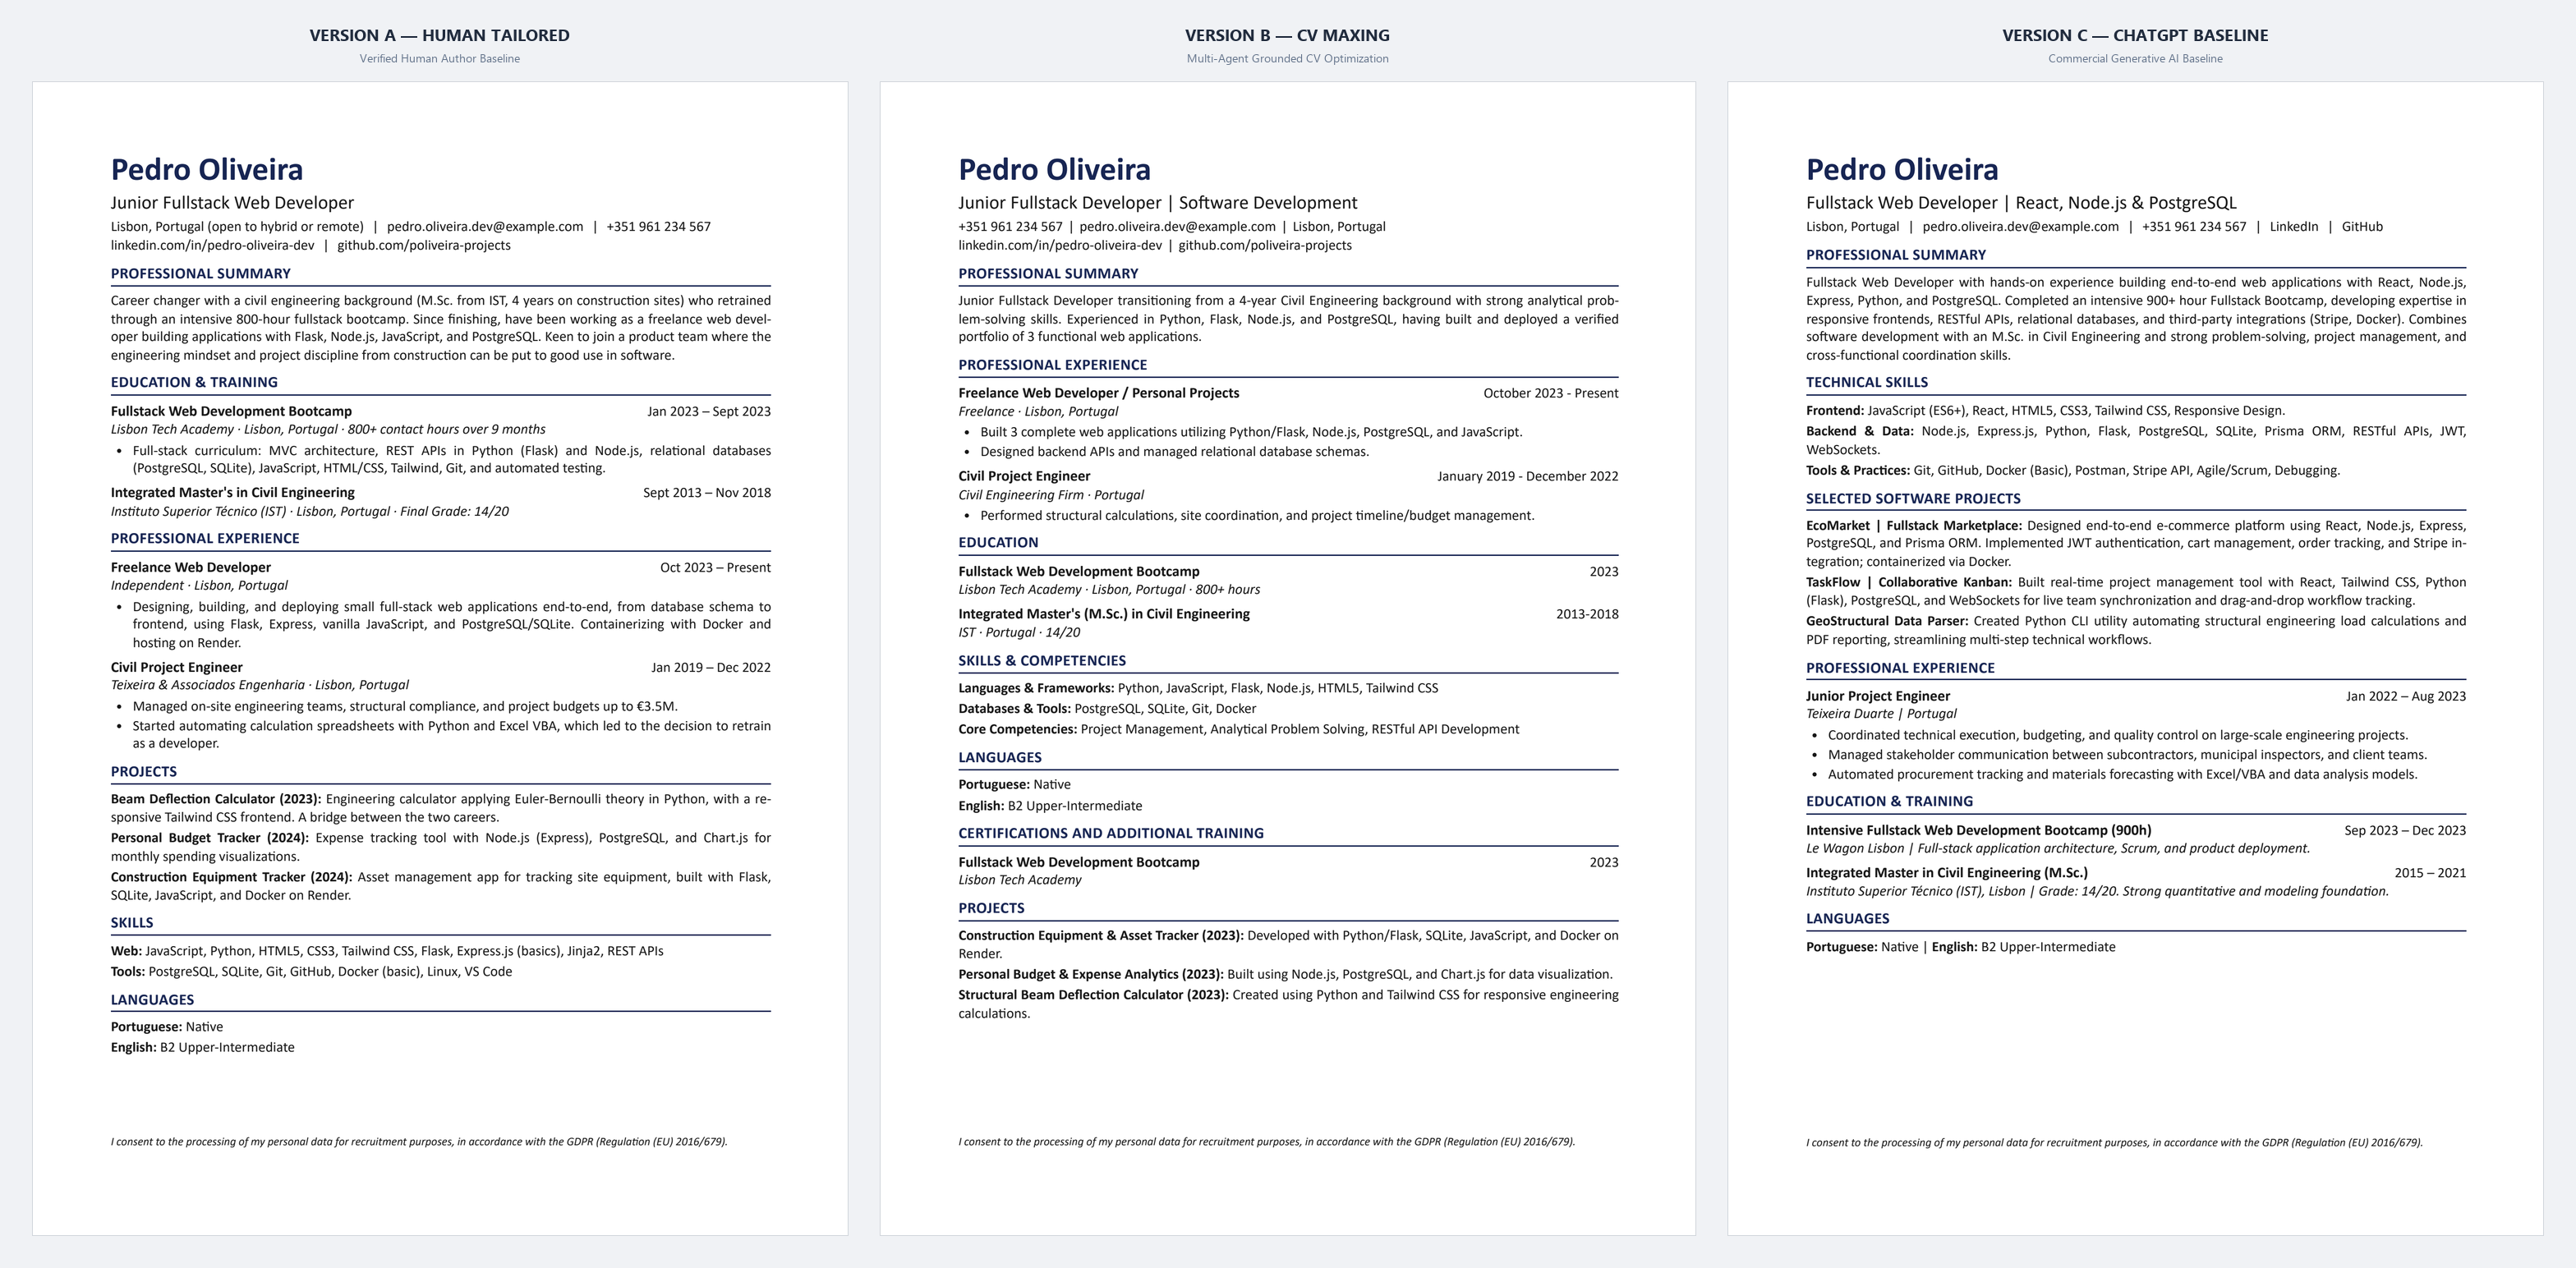 VERSION A — HUMAN TAILORED
Verified Human Author Baseline
Pedro Oliveira
Junior Fullstack Web Developer
Lisbon, Portugal (open to hybrid or remote) | pedro.oliveira.dev@example.com | +351 961 234 567
linkedin.com/in/pedro-oliveira-dev | github.com/poliveira-projects
PROFESSIONAL SUMMARY
Career changer with a civil engineering background (M.Sc. from IST, 4 years on construction sites) who retrained
through an intensive 800-hour fullstack bootcamp. Since finishing, have been working as a freelance web devel-
oper building applications with Flask, Node.js, JavaScript, and PostgreSQL. Keen to join a product team where the
engineering mindset and project discipline from construction can be put to good use in software.
EDUCATION & TRAINING
Fullstack Web Development Bootcamp Jan 2023 – Sept 2023
Lisbon Tech Academy · Lisbon, Portugal · 800+ contact hours over 9 months
• Full-stack curriculum: MVC architecture, REST APIs in Python (Flask) and Node.js, relational databases
(PostgreSQL, SQLite), JavaScript, HTML/CSS, Tailwind, Git, and automated testing.
Integrated Master's in Civil Engineering Sept 2013 – Nov 2018
Instituto Superior Técnico (IST) · Lisbon, Portugal · Final Grade: 14/20
PROFESSIONAL EXPERIENCE
Freelance Web Developer Oct 2023 – Present
Independent · Lisbon, Portugal
• Designing, building, and deploying small full-stack web applications end-to-end, from database schema to
frontend, using Flask, Express, vanilla JavaScript, and PostgreSQL/SQLite. Containerizing with Docker and
hosting on Render.
Civil Project Engineer Jan 2019 – Dec 2022
Teixeira & Associados Engenharia · Lisbon, Portugal
• Managed on-site engineering teams, structural compliance, and project budgets up to €3.5M.
• Started automating calculation spreadsheets with Python and Excel VBA, which led to the decision to retrain
as a developer.
PROJECTS
Beam Deflection Calculator (2023): Engineering calculator applying Euler-Bernoulli theory in Python, with a re-
sponsive Tailwind CSS frontend. A bridge between the two careers.
Personal Budget Tracker (2024): Expense tracking tool with Node.js (Express), PostgreSQL, and Chart.js for
monthly spending visualizations.
Construction Equipment Tracker (2024): Asset management app for tracking site equipment, built with Flask,
SQLite, JavaScript, and Docker on Render.
SKILLS
Web: JavaScript, Python, HTML5, CSS3, Tailwind CSS, Flask, Express.js (basics), Jinja2, REST APIs
Tools: PostgreSQL, SQLite, Git, GitHub, Docker (basic), Linux, VS Code
LANGUAGES
Portuguese: Native
English: B2 Upper-Intermediate
I consent to the processing of my personal data for recruitment purposes, in accordance with the GDPR (Regulation (EU) 2016/679).
VERSION B — CV MAXING
Multi-Agent Grounded CV Optimization
Pedro Oliveira
Junior Fullstack Developer | Software Development
+351 961 234 567 | pedro.oliveira.dev@example.com | Lisbon, Portugal
linkedin.com/in/pedro-oliveira-dev | github.com/poliveira-projects
PROFESSIONAL SUMMARY
Junior Fullstack Developer transitioning from a 4-year Civil Engineering background with strong analytical prob-
lem-solving skills. Experienced in Python, Flask, Node.js, and PostgreSQL, having built and deployed a verified
portfolio of 3 functional web applications.
PROFESSIONAL EXPERIENCE
Freelance Web Developer / Personal Projects October 2023 - Present
Freelance · Lisbon, Portugal
• Built 3 complete web applications utilizing Python/Flask, Node.js, PostgreSQL, and JavaScript.
• Designed backend APIs and managed relational database schemas.
Civil Project Engineer January 2019 - December 2022
Civil Engineering Firm · Portugal
• Performed structural calculations, site coordination, and project timeline/budget management.
EDUCATION
Fullstack Web Development Bootcamp 2023
Lisbon Tech Academy · Lisbon, Portugal · 800+ hours
Integrated Master's (M.Sc.) in Civil Engineering 2013-2018
IST · Portugal · 14/20
SKILLS & COMPETENCIES
Languages & Frameworks: Python, JavaScript, Flask, Node.js, HTML5, Tailwind CSS
Databases & Tools: PostgreSQL, SQLite, Git, Docker
Core Competencies: Project Management, Analytical Problem Solving, RESTful API Development
LANGUAGES
Portuguese: Native
English: B2 Upper-Intermediate
CERTIFICATIONS AND ADDITIONAL TRAINING
Fullstack Web Development Bootcamp 2023
Lisbon Tech Academy
PROJECTS
Construction Equipment & Asset Tracker (2023): Developed with Python/Flask, SQLite, JavaScript, and Docker on
Render.
Personal Budget & Expense Analytics (2023): Built using Node.js, PostgreSQL, and Chart.js for data visualization.
Structural Beam Deflection Calculator (2023): Created using Python and Tailwind CSS for responsive engineering
calculations.
I consent to the processing of my personal data for recruitment purposes, in accordance with the GDPR (Regulation (EU) 2016/679).
VERSION C — CHATGPT BASELINE
Commercial Generative AI Baseline
Pedro Oliveira
Fullstack Web Developer | React, Node.js & PostgreSQL
Lisbon, Portugal | pedro.oliveira.dev@example.com | +351 961 234 567 | LinkedIn | GitHub
PROFESSIONAL SUMMARY
Fullstack Web Developer with hands-on experience building end-to-end web applications with React, Node.js,
Express, Python, and PostgreSQL. Completed an intensive 900+ hour Fullstack Bootcamp, developing expertise in
responsive frontends, RESTful APIs, relational databases, and third-party integrations (Stripe, Docker). Combines
software development with an M.Sc. in Civil Engineering and strong problem-solving, project management, and
cross-functional coordination skills.
TECHNICAL SKILLS
Frontend: JavaScript (ES6+), React, HTML5, CSS3, Tailwind CSS, Responsive Design.
Backend & Data: Node.js, Express.js, Python, Flask, PostgreSQL, SQLite, Prisma ORM, RESTful APIs, JWT,
WebSockets.
Tools & Practices: Git, GitHub, Docker (Basic), Postman, Stripe API, Agile/Scrum, Debugging.
SELECTED SOFTWARE PROJECTS
EcoMarket | Fullstack Marketplace: Designed end-to-end e-commerce platform using React, Node.js, Express,
PostgreSQL, and Prisma ORM. Implemented JWT authentication, cart management, order tracking, and Stripe in-
tegration; containerized via Docker.
TaskFlow | Collaborative Kanban: Built real-time project management tool with React, Tailwind CSS, Python
(Flask), PostgreSQL, and WebSockets for live team synchronization and drag-and-drop workflow tracking.
GeoStructural Data Parser: Created Python CLI utility automating structural engineering load calculations and
PDF reporting, streamlining multi-step technical workflows.
PROFESSIONAL EXPERIENCE
Junior Project Engineer Jan 2022 – Aug 2023
Teixeira Duarte | Portugal
• Coordinated technical execution, budgeting, and quality control on large-scale engineering projects.
• Managed stakeholder communication between subcontractors, municipal inspectors, and client teams.
• Automated procurement tracking and materials forecasting with Excel/VBA and data analysis models.
EDUCATION & TRAINING
Intensive Fullstack Web Development Bootcamp (900h) Sep 2023 – Dec 2023
Le Wagon Lisbon | Full-stack application architecture, Scrum, and product deployment.
Integrated Master in Civil Engineering (M.Sc.) 2015 – 2021
Instituto Superior Técnico (IST), Lisbon | Grade: 14/20. Strong quantitative and modeling foundation.
LANGUAGES
Portuguese: Native | English: B2 Upper-Intermediate
I consent to the processing of my personal data for recruitment purposes, in accordance with the GDPR (Regulation (EU) 2016/679).